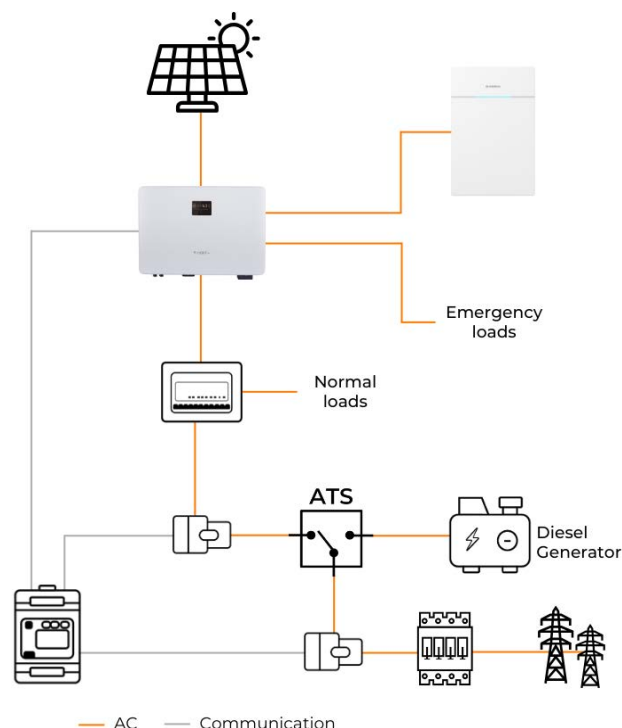 Emergency
loads
Normal
loads
ATS
Diesel
Generator
AC
Communication